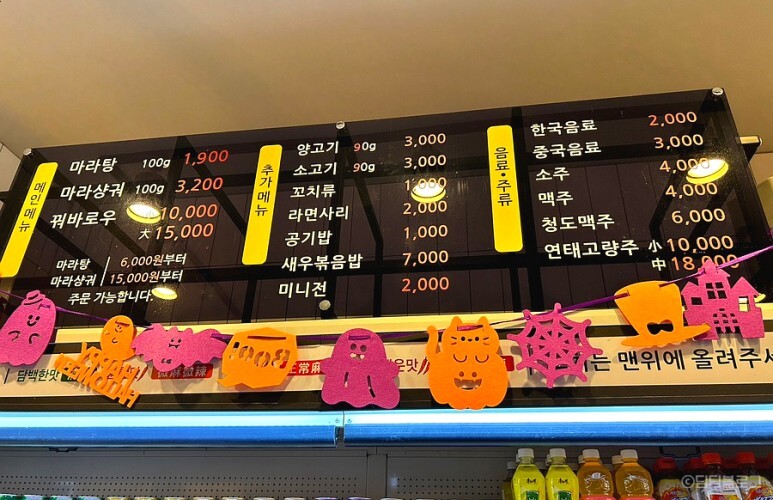 메인메뉴
마라탕 100g 1,900
마라샹궈 100g 3,200
꿔바로우 10,000
大 15,000
마라탕 6,000원부터
마라샹궈 15,000원부터
주문 가능합니다.
추가메뉴
양고기 90g 3,000
소고기 90g 3,000
꼬치류 1,000
라면사리 2,000
공기밥 1,000
새우볶음밥 7,000
미니전 2,000
음료·주류
한국음료 2,000
중국음료 3,000
소주 4,000
맥주 4,000
청도맥주 6,000
연태고량주 小 10,000
中 18,000
BOO!
담백한맛
맨위에 올려주세